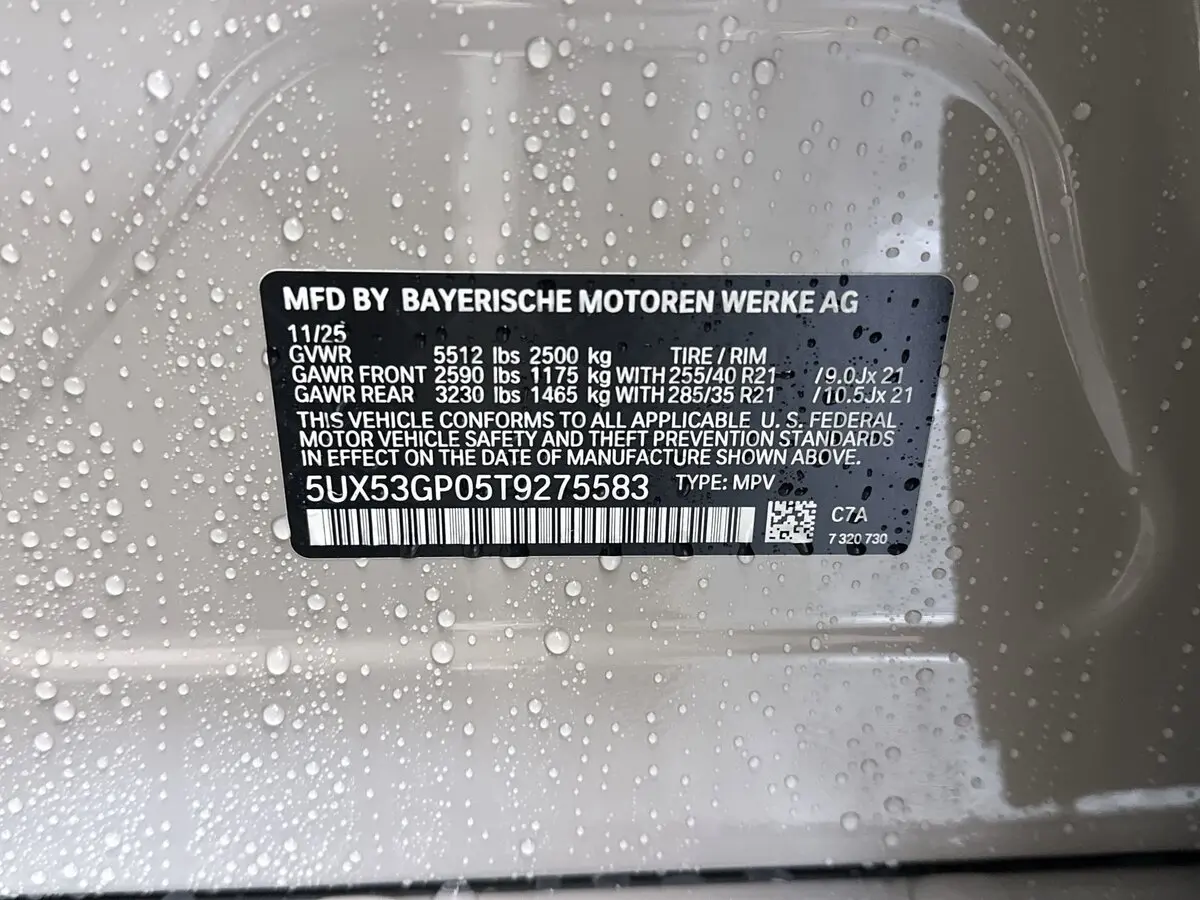 MFD BY BAYERISCHE MOTOREN WERKE AG
11/25
GVWR 5512 lbs 2500 kg TIRE / RIM
GAWR FRONT 2590 lbs 1175 kg WITH 255/40 R21 /9.0Jx 21
GAWR REAR 3230 lbs 1465 kg WITH 285/35 R21 /10.5Jx 21
THIS VEHICLE CONFORMS TO ALL APPLICABLE U. S. FEDERAL
MOTOR VEHICLE SAFETY AND THEFT PREVENTION STANDARDS
IN EFFECT ON THE DATE OF MANUFACTURE SHOWN ABOVE.
5UX53GP05T9275583 TYPE: MPV
C7A
7 320 730